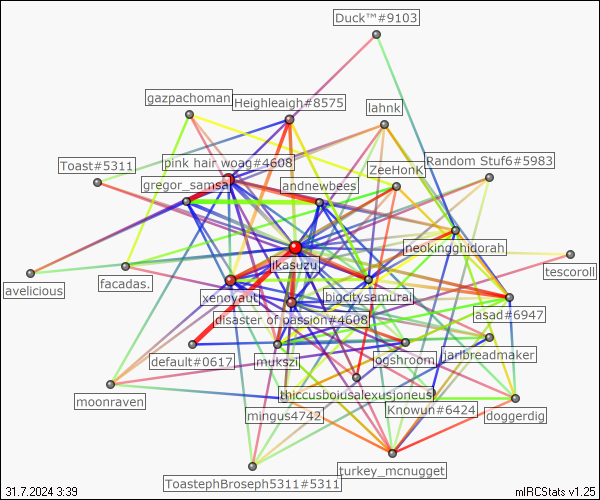 Duck™#9103
gazpachoman
Heighleaigh#8575
lahnk
Toast#5311
pink hair woag#4608
ZeeHonK
Random Stuf6#5983
gregor_samsa
andnewbees
neokingghidorah
ikasuzu
tescoroll
avelicious
facadas.
xenoyaut
bigcitysamurai
disaster of passion#4608
asad#6947
default#0617
mukszi
ogshroom
jarlbreadmaker
moonraven
thiccusboiusalexusjoneus
mingus4742
Knowun#6424
doggerdig
ToastephBroseph5311#5311
turkey_mcnugget
31.7.2024 3:39
mIRCStats v1.25